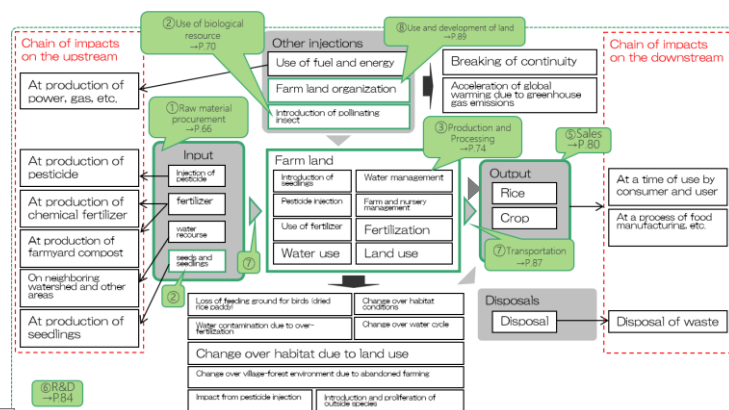 Chain of impacts
on the upstream
At production of
power, gas, etc.
At production of
pesticide
At production of
chemical fertilizer
At production of
farmyard compost
On neighboring
watershed and other
areas
At production of
seedlings
⑥R&D
→P.84
②Use of biological
resource
→P.70
①Raw material
procurement
→P.66
Input
Injection of
pesticide
fertilizer
water
recourse
seeds and
seedlings
②
⑦
Other injections
Use of fuel and energy
Farm land organization
Introduction of pollinating
insect
⑧Use and development of land
→P.89
Breaking of continuity
Acceleration of global
warming due to greenhouse
gas emissions
③Production and
Processing
→P.74
Farm land
Introduction of
seedlings
Water management
Pesticide injection
Farm and nursery
management
Use of fertilizer
Fertilization
Water use
Land use
⑤Sales
→P.80
Output
Rice
Crop
⑦Transportation
→P.87
Disposals
Disposal
Loss of feeding ground for birds (dried
rice paddy)
Change over habitat
conditions
Water contamination due to over-
fertilization
Change over water cycle
Change over habitat due to land use
Change over village-forest environment due to abandoned farming
Impact from pesticide injection
Introduction and proliferation of
outside species
Chain of impacts
on the downstream
At a time of use by
consumer and user
At a process of food
manufacturing, etc.
Disposal of waste